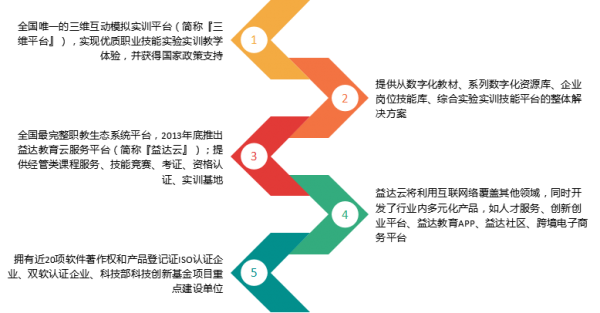 全国唯一的三维互动模拟实训平台（简称『三
维平台』），实现优质职业技能实验实训教学
体验，并获得国家政策支持
1
2
提供从数字化教材、系列数字化资源库、企业
岗位技能库、综合实验实训技能平台的整体解
决方案
全国最完整职教生态系统平台，2013年底推出
益达教育云服务平台（简称『益达云』）；提
供经管类课程服务、技能竞赛、考证、资格认
证、实训基地
3
4
益达云将利用互联网络覆盖其他领域，同时开
发了行业内多元化产品，如人才服务、创新创
业平台、益达教育APP、益达社区、跨境电子商
务平台
拥有近20项软件著作权和产品登记证ISO认证企
业、双软认证企业、科技部科技创新基金项目重
点建设单位
5